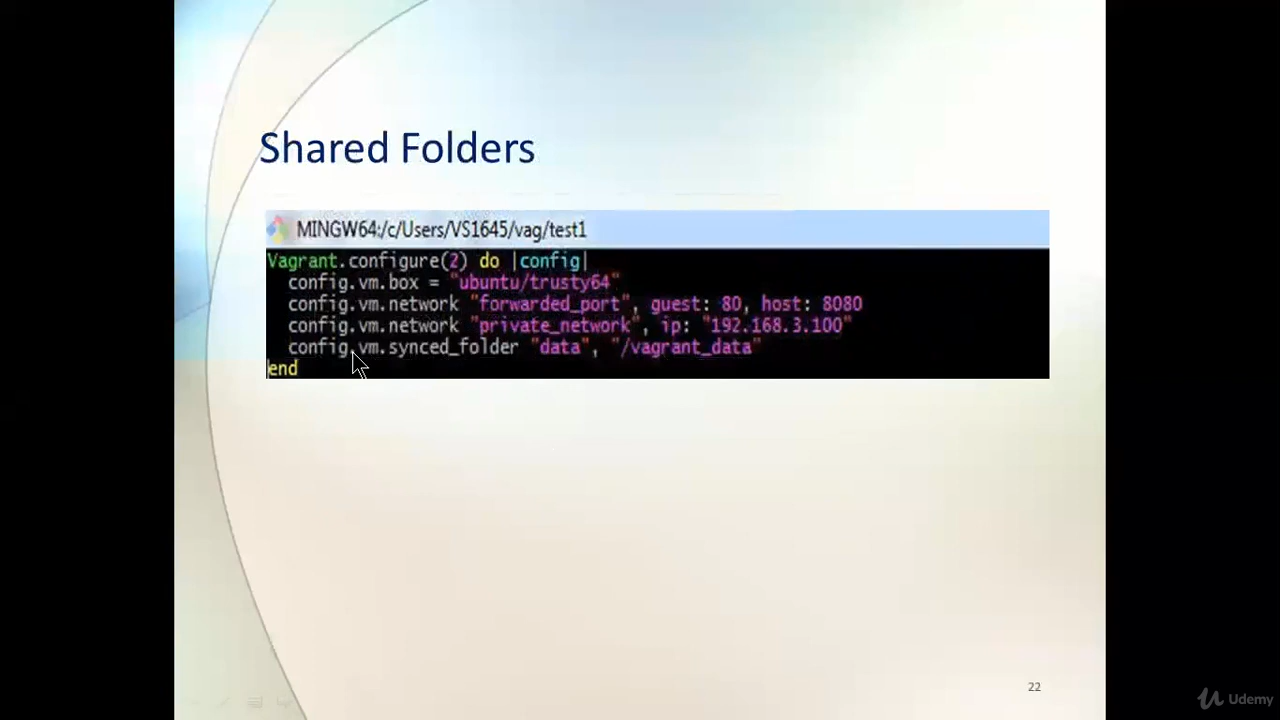 Shared Folders
MINGW64:/c/Users/VS1645/vag/test1
Vagrant.configure(2) do |config|
config.vm.box = "ubuntu/trusty64"
config.vm.network "forwarded_port", guest: 80, host: 8080
config.vm.network "private_network", ip: "192.168.3.100"
config.vm.synced_folder "data", "/vagrant_data"
end
22
Udemy